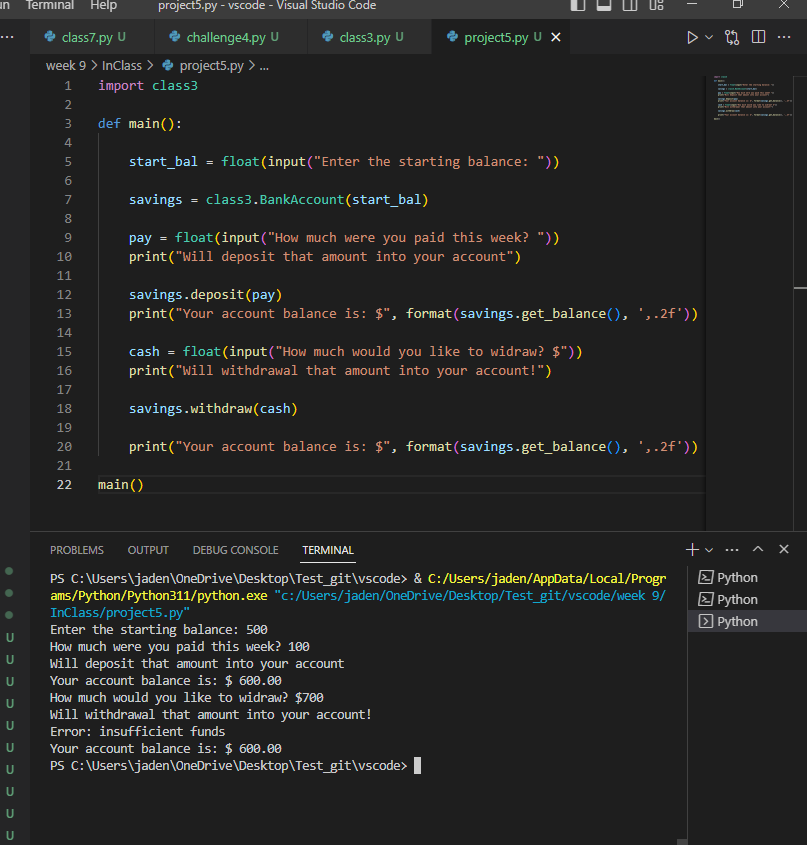 un Terminal Help project5.py - vscode - Visual Studio Code
... class7.py U challenge4.py U class3.py U project5.py U
week 9 > InClass > project5.py > ...
1 import class3
2
3 def main():
4
5 start_bal = float(input("Enter the starting balance: "))
6
7 savings = class3.BankAccount(start_bal)
8
9 pay = float(input("How much were you paid this week? "))
10 print("Will deposit that amount into your account")
11
12 savings.deposit(pay)
13 print("Your account balance is: $", format(savings.get_balance(), ',.2f'))
14
15 cash = float(input("How much would you like to widraw? $"))
16 print("Will withdrawal that amount into your account!")
17
18 savings.withdraw(cash)
19
20 print("Your account balance is: $", format(savings.get_balance(), ',.2f'))
21
22 main()
PROBLEMS OUTPUT DEBUG CONSOLE TERMINAL
PS C:\Users\jaden\OneDrive\Desktop\Test_git\vscode> & C:/Users/jaden/AppData/Local/Progr
ams/Python/Python311/python.exe "c:/Users/jaden/OneDrive/Desktop/Test_git/vscode/week 9/
InClass/project5.py"
Enter the starting balance: 500
How much were you paid this week? 100
Will deposit that amount into your account
Your account balance is: $ 600.00
How much would you like to widraw? $700
Will withdrawal that amount into your account!
Error: insufficient funds
Your account balance is: $ 600.00
PS C:\Users\jaden\OneDrive\Desktop\Test_git\vscode>
Python
Python
Python
U
U
U
U
U
U
U
U
U
U